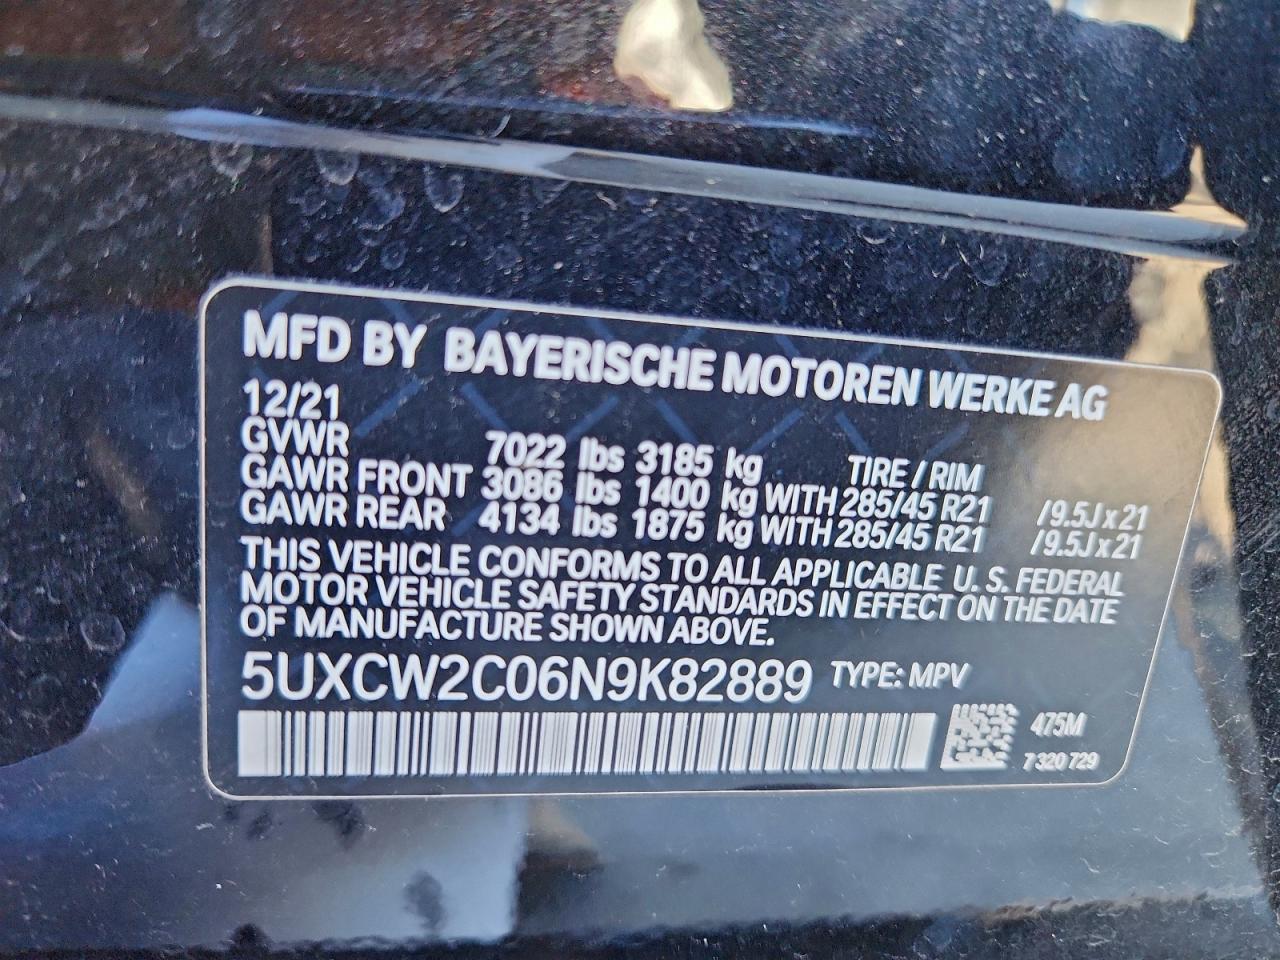 MFD BY BAYERISCHE MOTOREN WERKE AG
12/21
GVWR 7022 lbs 3185 kg TIRE / RIM
GAWR FRONT 3086 lbs 1400 kg WITH 285/45 R21 /9.5J x 21
GAWR REAR 4134 lbs 1875 kg WITH 285/45 R21 /9.5J x 21
THIS VEHICLE CONFORMS TO ALL APPLICABLE U. S. FEDERAL
MOTOR VEHICLE SAFETY STANDARDS IN EFFECT ON THE DATE
OF MANUFACTURE SHOWN ABOVE.
5UXCW2C06N9K82889 TYPE: MPV
475M
7 320 729